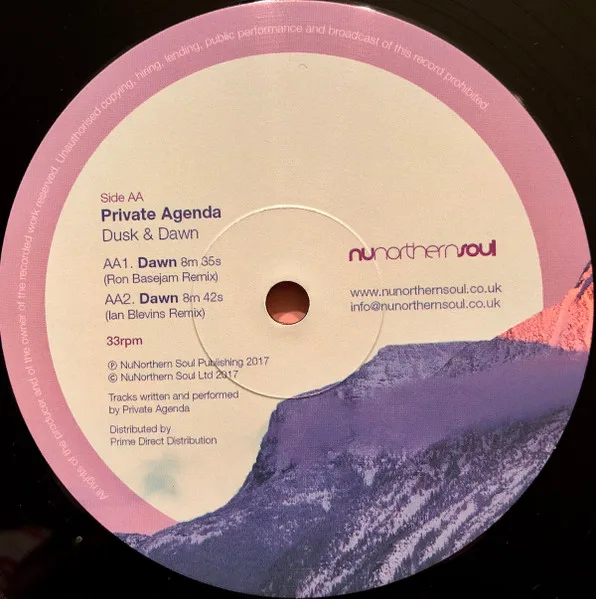 All rights of the producer and of the owner of the recorded work reserved. Unauthorised copying, hiring, lending, public performance and broadcast of this record prohibited.
Side AA
Private Agenda
Dusk & Dawn
AA1. Dawn 8m 35s
(Ron Basejam Remix)
AA2. Dawn 8m 42s
(Ian Blevins Remix)
33rpm
℗ NuNorthern Soul Publishing 2017
© NuNorthern Soul Ltd 2017
Tracks written and performed
by Private Agenda
Distributed by
Prime Direct Distribution
nunorthernsoul
www.nunorthernsoul.co.uk
info@nunorthernsoul.co.uk